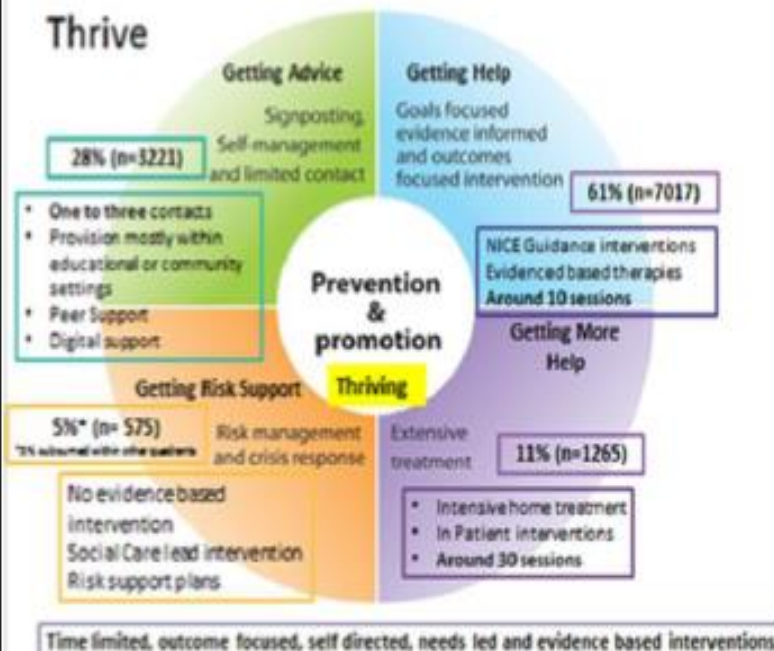 Thrive
Getting Advice
Signposting,
Self-management
and limited contact
28% (n=3221)
• One to three contacts
• Provision mostly within
educational or community
settings
• Peer Support
• Digital support
Getting Help
Goals focused
evidence informed
and outcomes
focused intervention
61% (n=7017)
NICE Guidance interventions
Evidenced based therapies
Around 10 sessions
Prevention
&
promotion
Thriving
Getting Risk Support
5%* (n= 575)
Risk management
and crisis response
No evidence based
intervention
Social Care lead intervention
Risk support plans
Getting More
Help
Extensive
treatment
11% (n=1265)
• Intensive home treatment
• In Patient interventions
• Around 30 sessions
Time limited, outcome focused, self directed, needs led and evidence based interventions